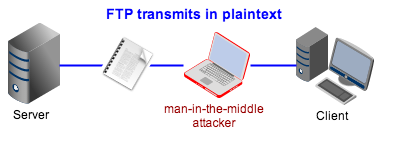 FTP transmits in plaintext
Server
man-in-the-middle
attacker
Client